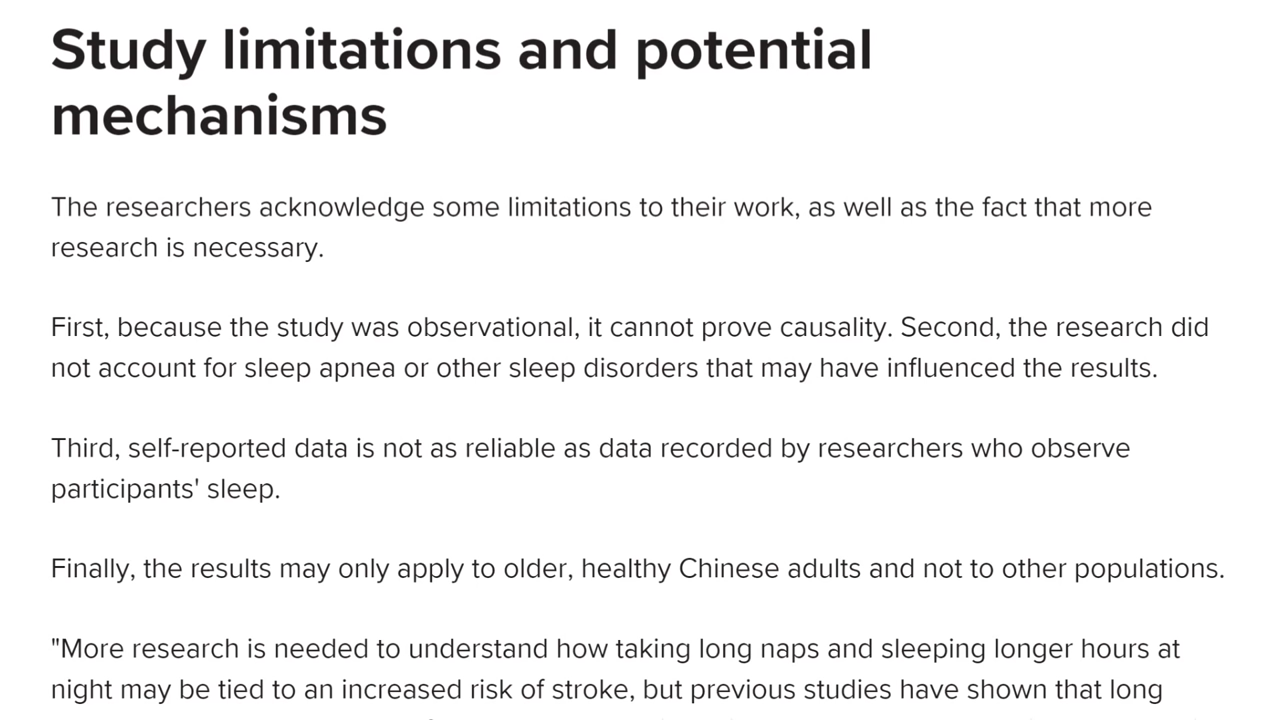 Study limitations and potential
mechanisms
The researchers acknowledge some limitations to their work, as well as the fact that more
research is necessary.
First, because the study was observational, it cannot prove causality. Second, the research did
not account for sleep apnea or other sleep disorders that may have influenced the results.
Third, self-reported data is not as reliable as data recorded by researchers who observe
participants' sleep.
Finally, the results may only apply to older, healthy Chinese adults and not to other populations.
"More research is needed to understand how taking long naps and sleeping longer hours at
night may be tied to an increased risk of stroke, but previous studies have shown that long